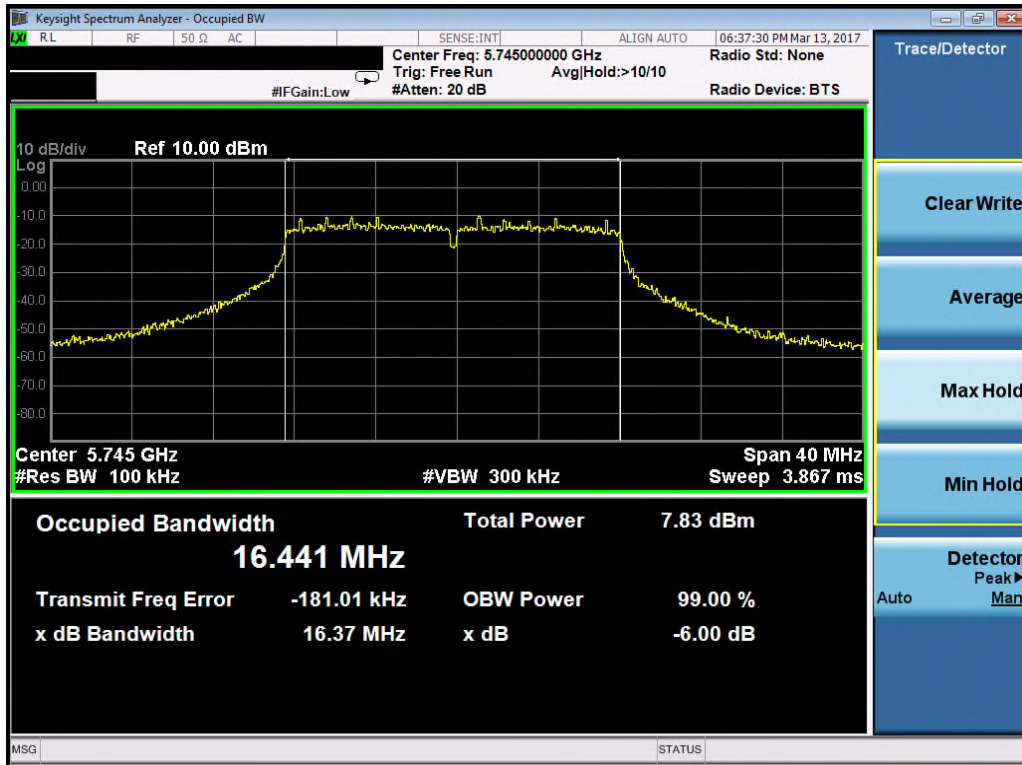 Keysight Spectrum Analyzer - Occupied BW
LXI RL RF 50 Ω AC SENSE:INT ALIGN AUTO 06:37:30 PM Mar 13, 2017
Center Freq: 5.745000000 GHz Radio Std: None
Trig: Free Run Avg|Hold:>10/10
#IFGain:Low #Atten: 20 dB Radio Device: BTS
10 dB/div Ref 10.00 dBm
Log
0.00
-10.0
-20.0
-30.0
-40.0
-50.0
-60.0
-70.0
-80.0
Center 5.745 GHz Span 40 MHz
#Res BW 100 kHz #VBW 300 kHz Sweep 3.867 ms
Occupied Bandwidth Total Power 7.83 dBm
16.441 MHz
Transmit Freq Error -181.01 kHz OBW Power 99.00 %
x dB Bandwidth 16.37 MHz x dB -6.00 dB
MSG STATUS
Trace/Detector
Clear Write
Average
Max Hold
Min Hold
Detector
Peak▶
Auto Man